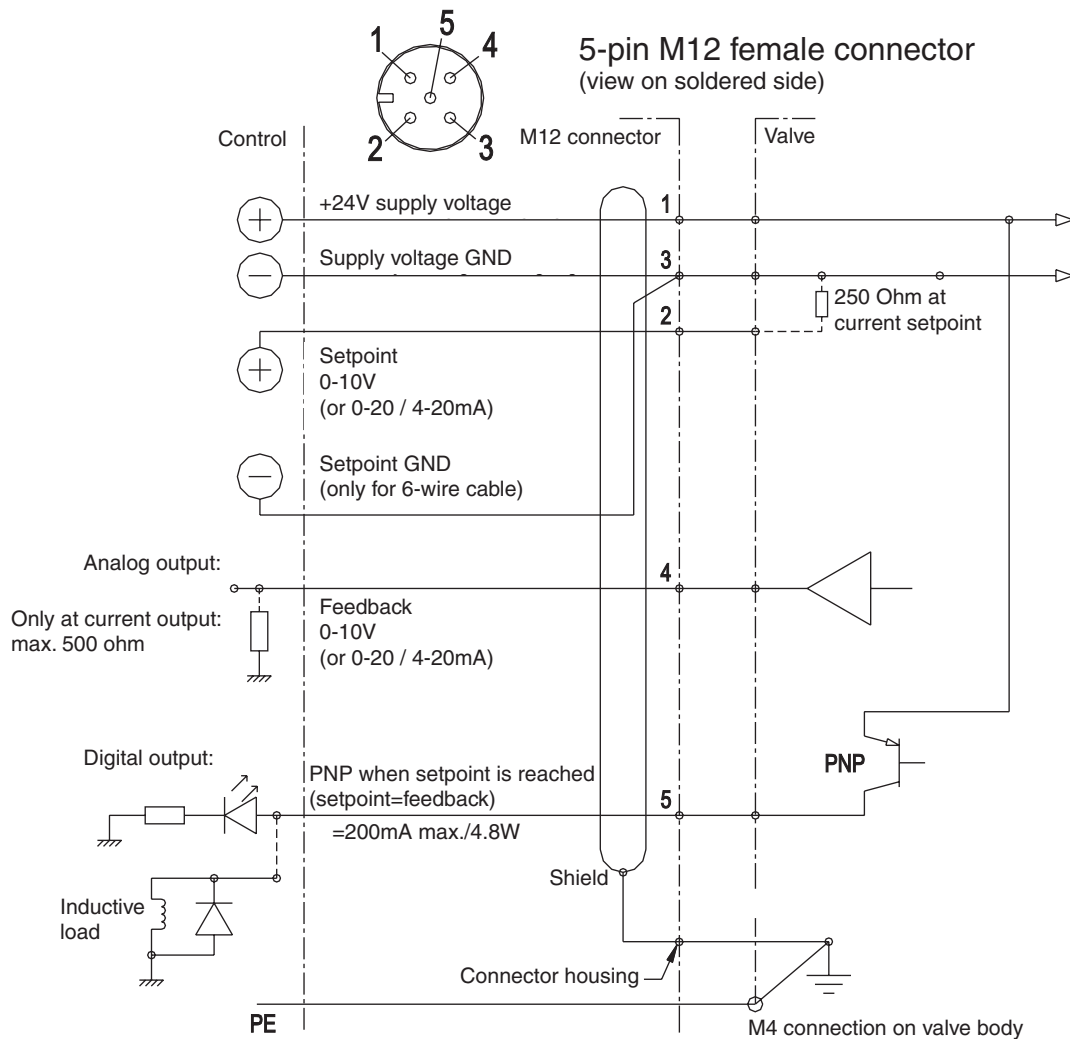 5-pin M12 female connector
(view on soldered side)
1
5
4
2
3
Control
M12 connector
Valve
+24V supply voltage
1
Supply voltage GND
3
250 Ohm at
current setpoint
2
Setpoint
0-10V
(or 0-20 / 4-20mA)
Setpoint GND
(only for 6-wire cable)
Analog output:
4
Only at current output:
max. 500 ohm
Feedback
0-10V
(or 0-20 / 4-20mA)
Digital output:
PNP
PNP when setpoint is reached
(setpoint=feedback)
5
=200mA max./4.8W
Shield
Inductive
load
Connector housing
PE
M4 connection on valve body